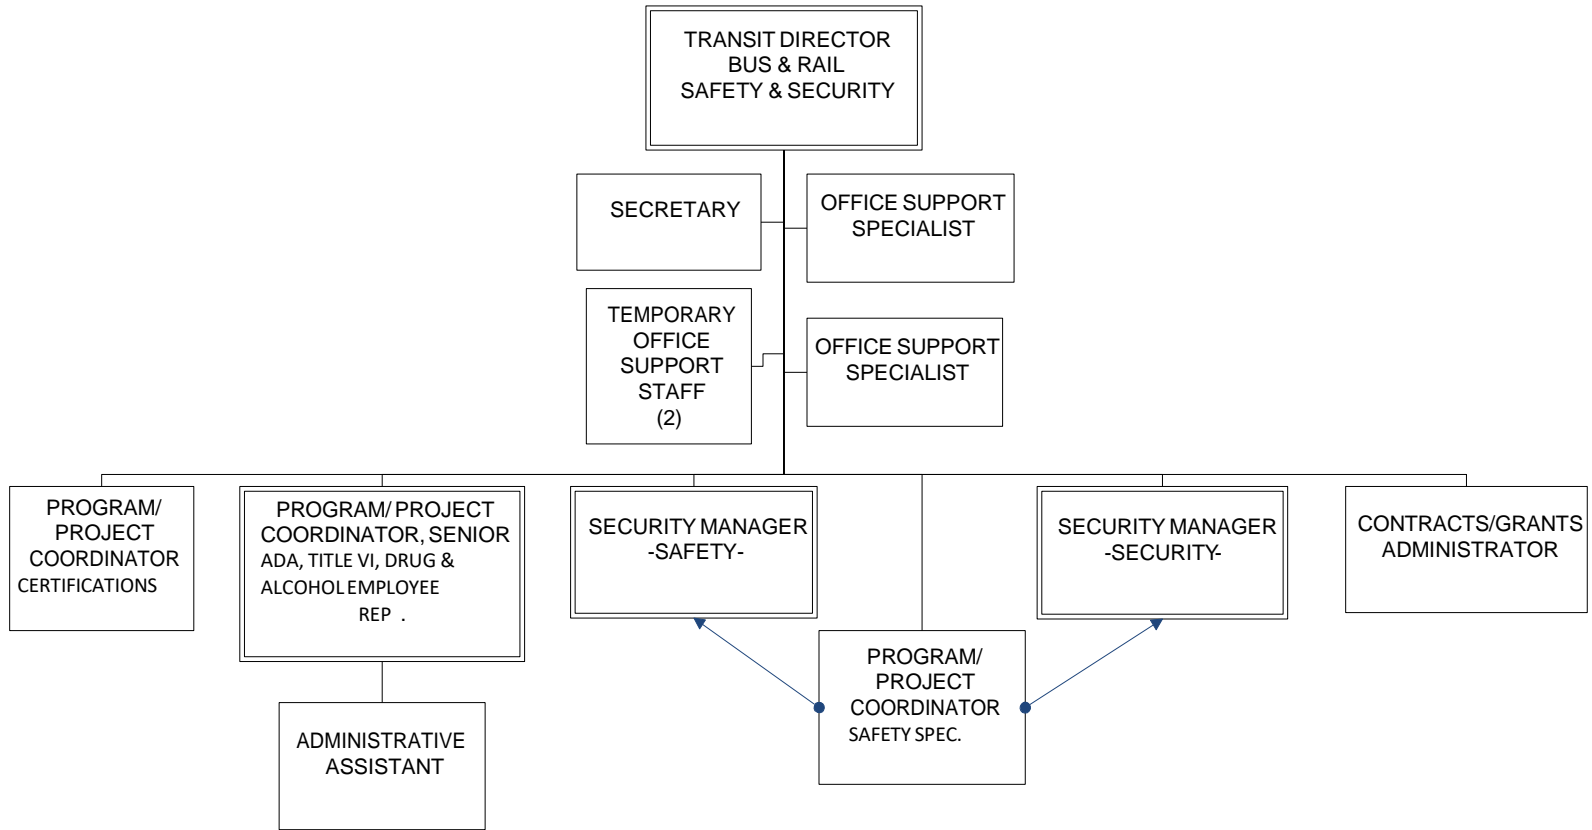 TRANSIT DIRECTOR
BUS & RAIL
SAFETY & SECURITY
SECRETARY
OFFICE SUPPORT
SPECIALIST
TEMPORARY
OFFICE
SUPPORT
STAFF
(2)
OFFICE SUPPORT
SPECIALIST
PROGRAM/
PROJECT
COORDINATOR
CERTIFICATIONS
PROGRAM/ PROJECT
COORDINATOR, SENIOR
ADA, TITLE VI, DRUG &
ALCOHOL EMPLOYEE
REP .
SECURITY MANAGER
-SAFETY-
SECURITY MANAGER
-SECURITY-
CONTRACTS/GRANTS
ADMINISTRATOR
PROGRAM/
PROJECT
COORDINATOR
SAFETY SPEC.
ADMINISTRATIVE
ASSISTANT